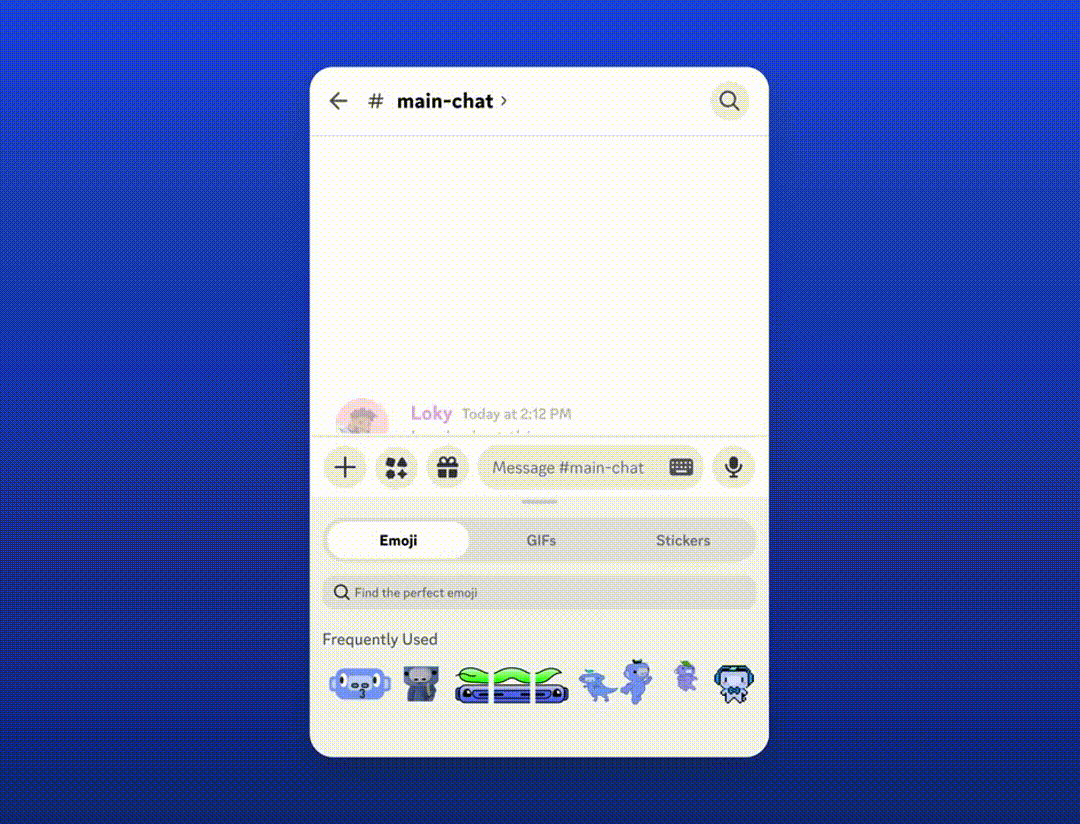 # main-chat
Loky Today at 2:12 PM
Message #main-chat
Emoji GIFs Stickers
Find the perfect emoji
Frequently Used